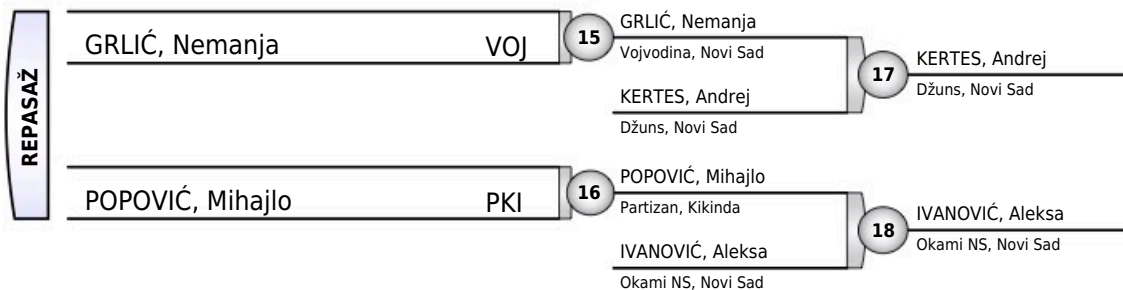 REPASAŽ
GRLIĆ, Nemanja VOJ
15
GRLIĆ, Nemanja
Vojvodina, Novi Sad
KERTES, Andrej
Džuns, Novi Sad
17
KERTES, Andrej
Džuns, Novi Sad
POPOVIĆ, Mihajlo PKI
16
POPOVIĆ, Mihajlo
Partizan, Kikinda
IVANOVIĆ, Aleksa
Okami NS, Novi Sad
18
IVANOVIĆ, Aleksa
Okami NS, Novi Sad